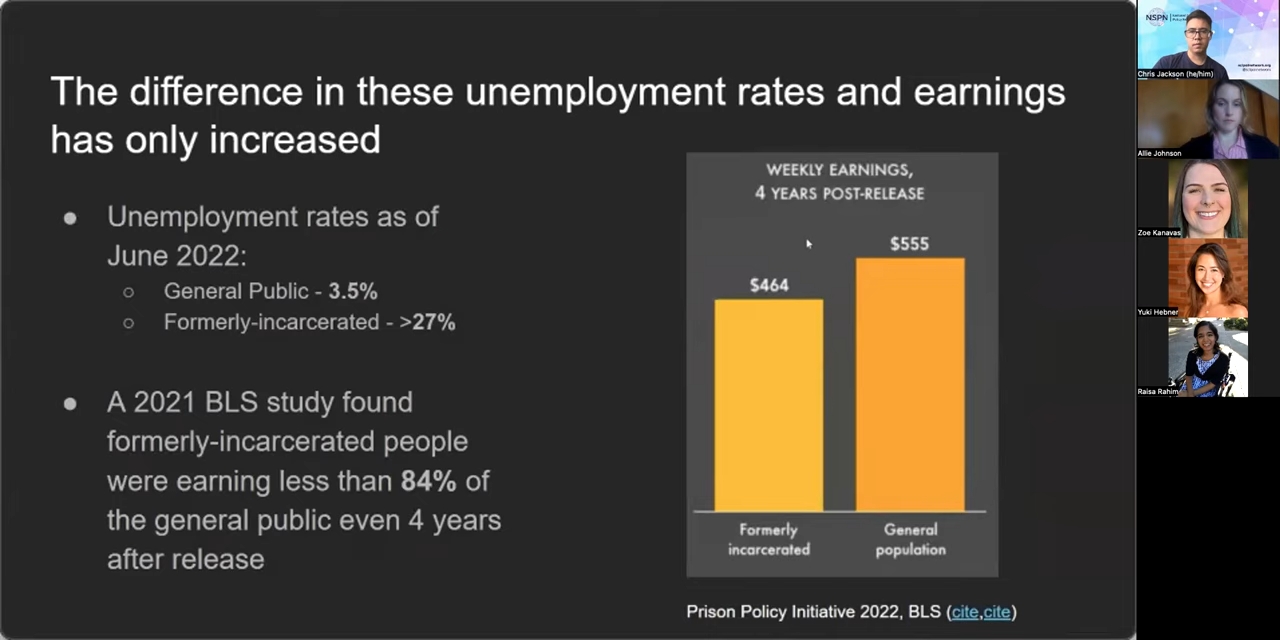 The difference in these unemployment rates and earnings
has only increased
● Unemployment rates as of
June 2022:
○ General Public - 3.5%
○ Formerly-incarcerated - >27%
● A 2021 BLS study found
formerly-incarcerated people
were earning less than 84% of
the general public even 4 years
after release
WEEKLY EARNINGS,
4 YEARS POST-RELEASE
$464
$555
Formerly
incarcerated
General
population
Prison Policy Initiative 2022, BLS (cite,cite)
NSPN
Chris Jackson (he/him)
Allie Johnson
Zoe Kanavas
Yuki Hebner
Raisa Rahim